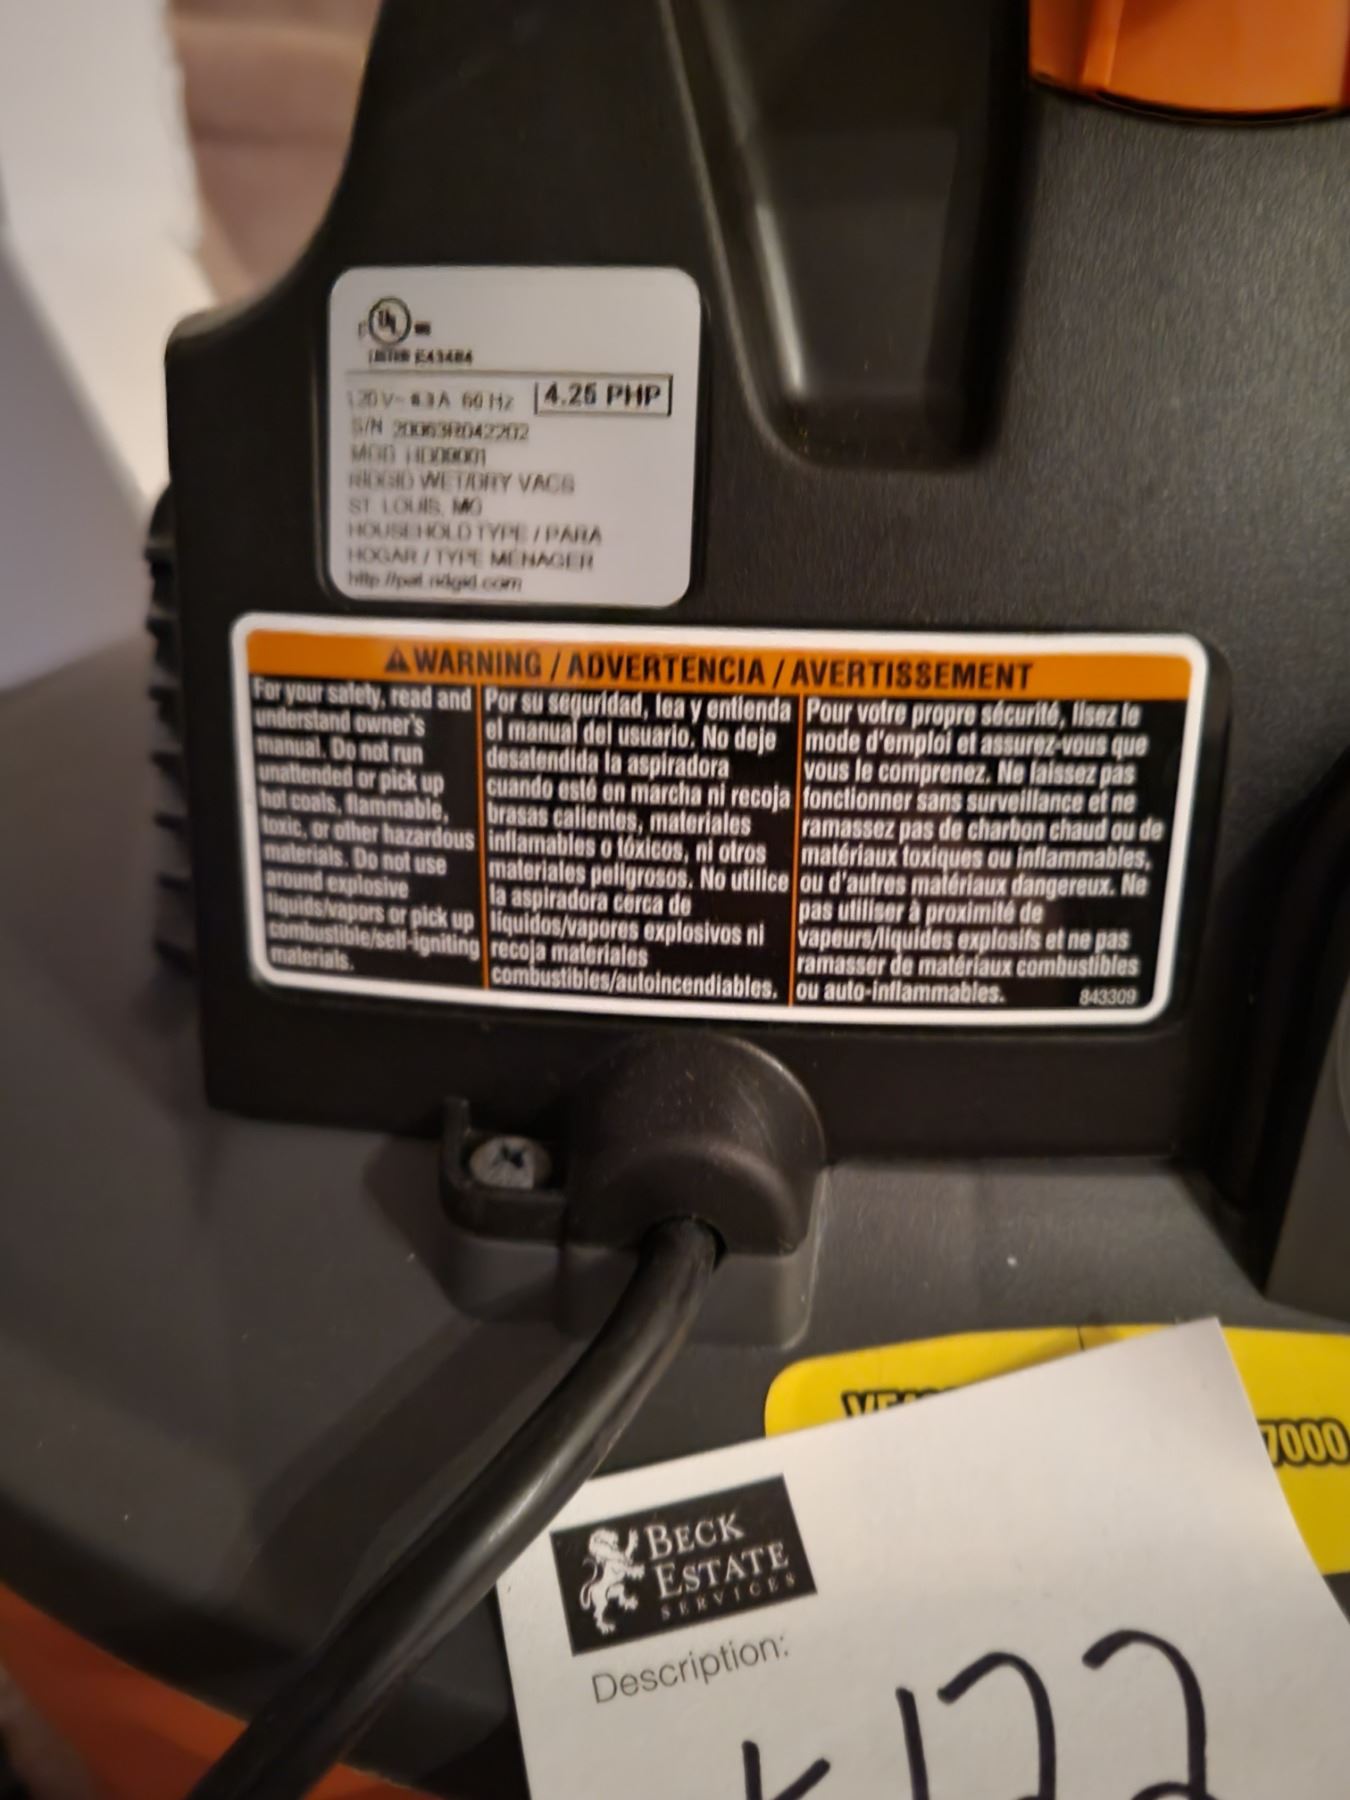 LISTED E43484
120 V~ 8.3 A 60 Hz 4.25 PHP
S/N 20063R042202
MOD HD09001
RIDGID WET/DRY VACS
ST. LOUIS, MO
HOUSEHOLD TYPE / PARA
HOGAR / TYPE MÉNAGER
http://pat.ridgid.com
WARNING / ADVERTENCIA / AVERTISSEMENT
For your safety, read and
understand owner's
manual. Do not run
unattended or pick up
hot coals, flammable,
toxic, or other hazardous
materials. Do not use
around explosive
liquids/vapors or pick up
combustible/self-igniting
materials.
Por su seguridad, lea y entienda
el manual del usuario. No deje
desatendida la aspiradora
cuando esté en marcha ni recoja
brasas calientes, materiales
inflamables o tóxicos, ni otros
materiales peligrosos. No utilice
la aspiradora cerca de
líquidos/vapores explosivos ni
recoja materiales
combustibles/autoincendiables.
Pour votre propre sécurité, lisez le
mode d'emploi et assurez-vous que
vous le comprenez. Ne laissez pas
fonctionner sans surveillance et ne
ramassez pas de charbon chaud ou de
matériaux toxiques ou inflammables,
ou d'autres matériaux dangereux. Ne
pas utiliser à proximité de
vapeurs/liquides explosifs et ne pas
ramasser de matériaux combustibles
ou auto-inflammables.
843309
7000
BECK
ESTATE
SERVICES
Description:
K122